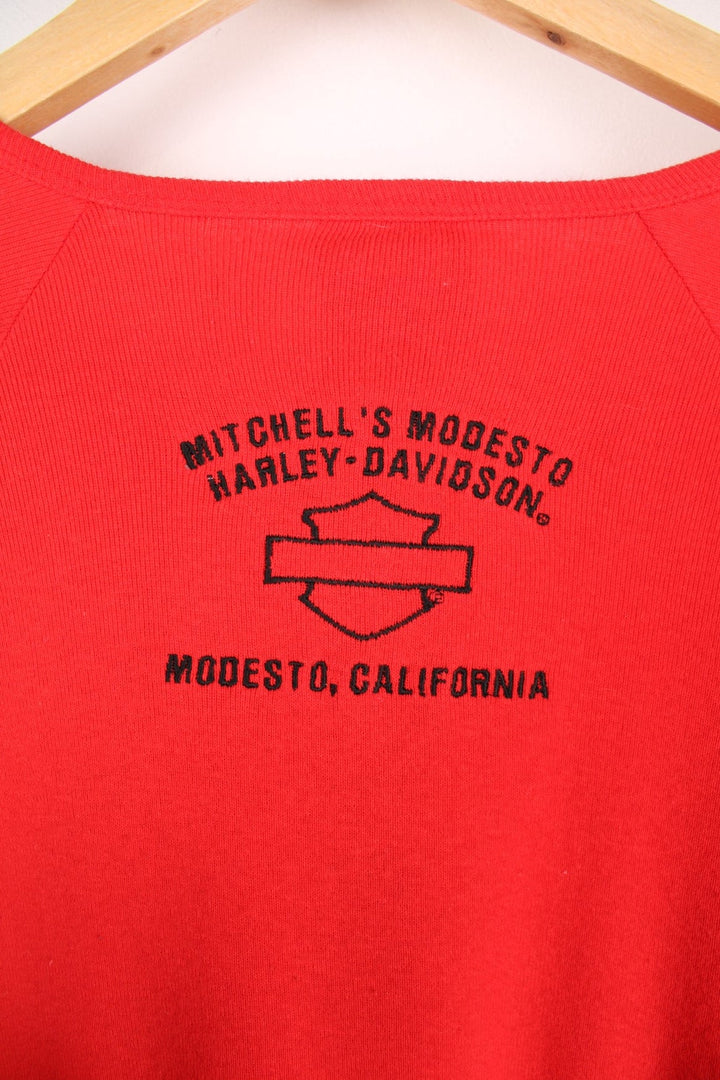 MITCHELL'S MODESTO
HARLEY-DAVIDSON®
®
MODESTO, CALIFORNIA